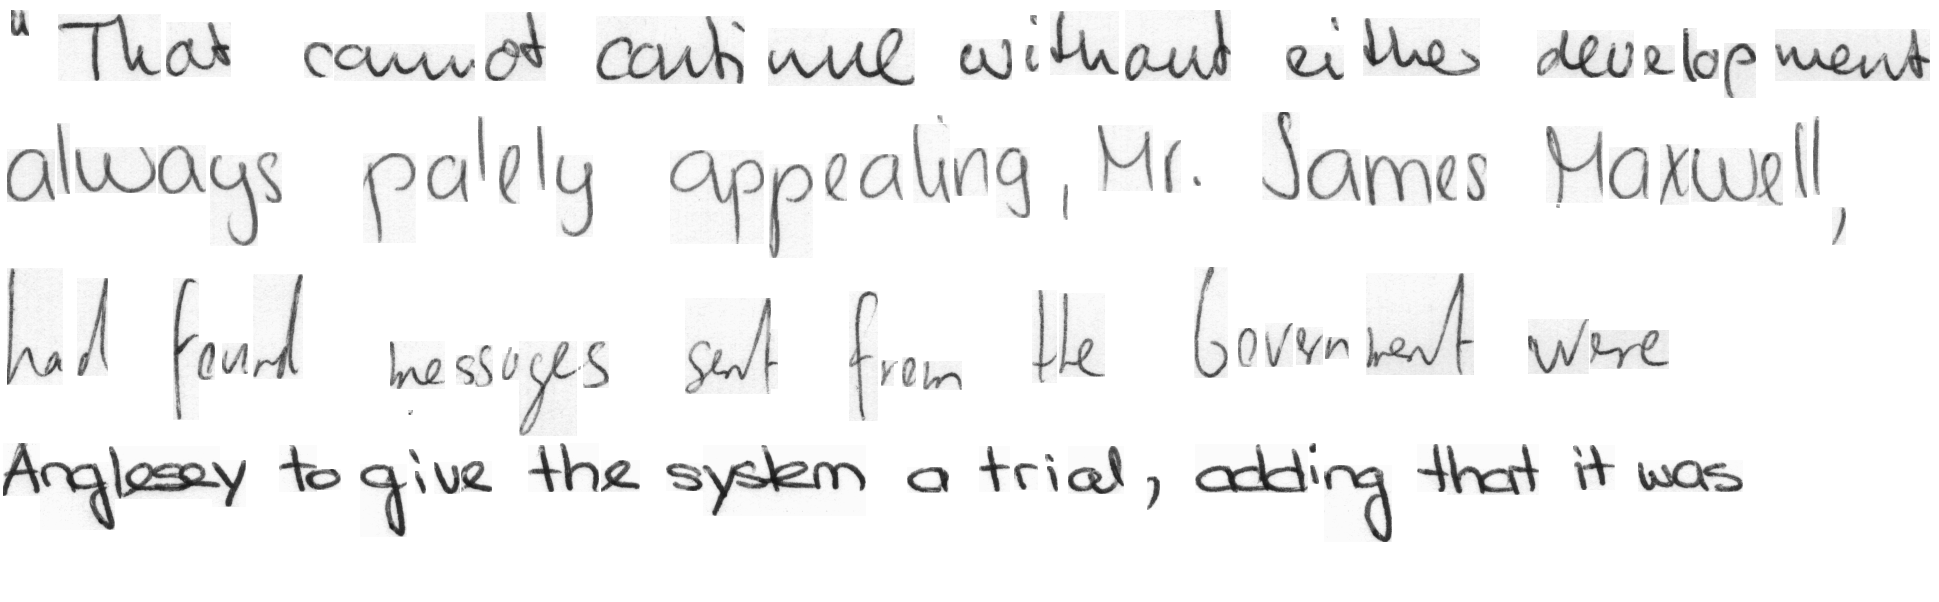 "That cannot continue without either development
always palely appealing, Mr. James Maxwell,
had found messages sent from the Government were
Anglesey to give the system a trial, adding that it was